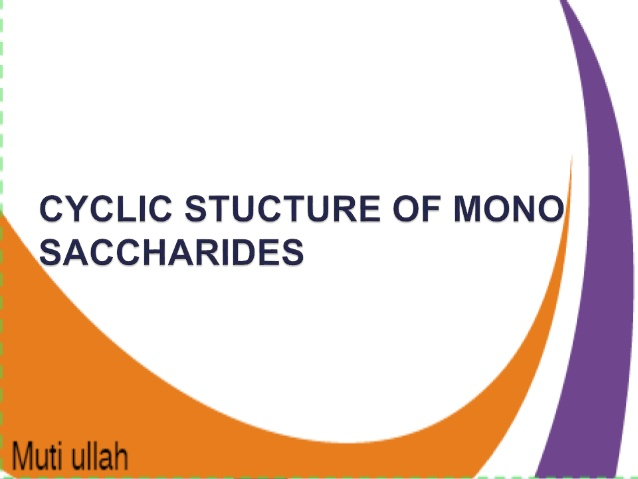 CYCLIC STUCTURE OF MONO
SACCHARIDES
Muti ullah